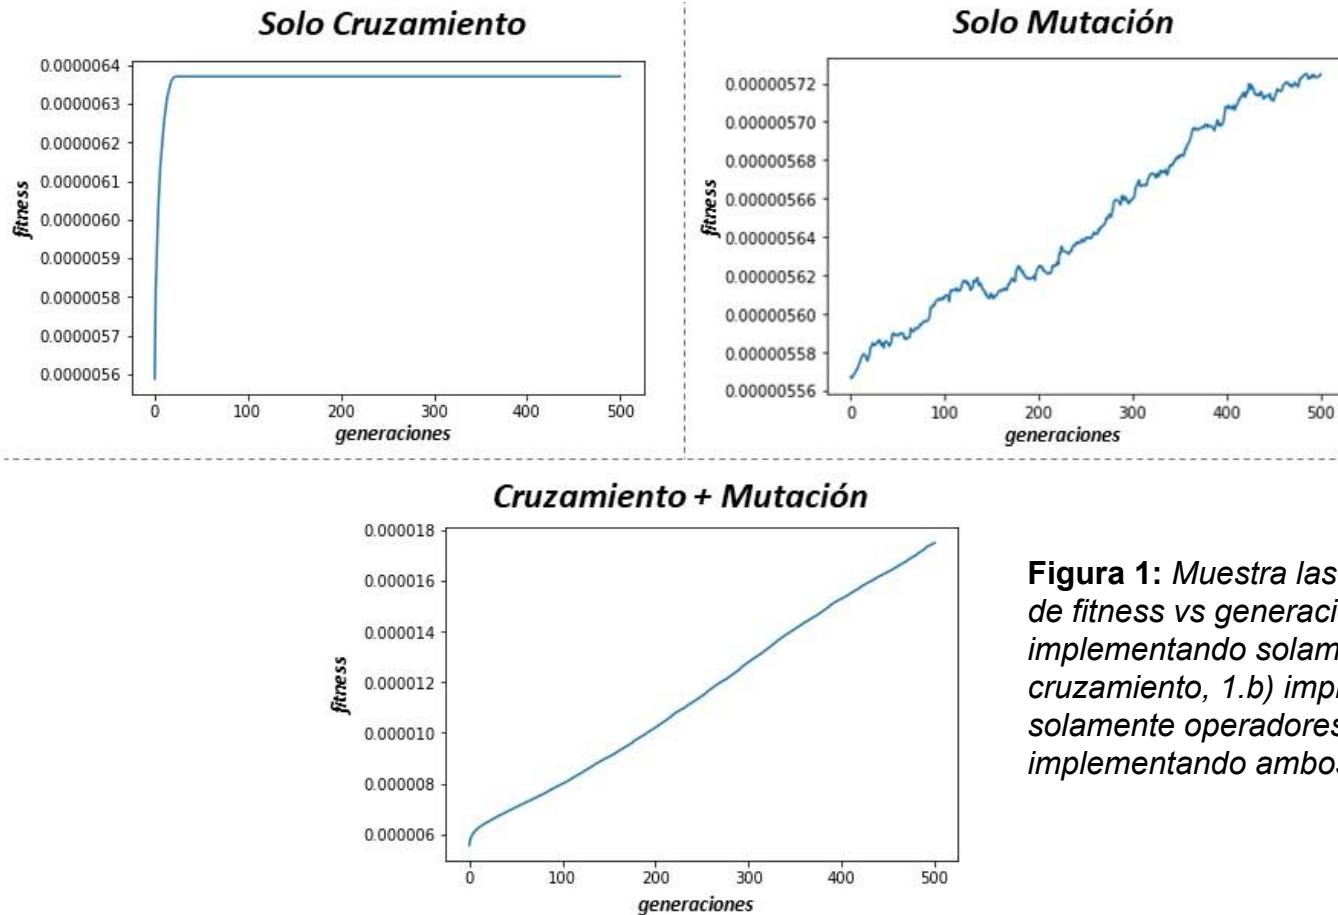 Solo Cruzamiento
0.0000064
0.0000063
0.0000062
0.0000061
0.0000060
0.0000059
0.0000058
0.0000057
0.0000056
fitness
0 100 200 300 400 500
generaciones
Solo Mutación
0.00000572
0.00000570
0.00000568
0.00000566
0.00000564
0.00000562
0.00000560
0.00000558
0.00000556
fitness
0 100 200 300 400 500
generaciones
Cruzamiento + Mutación
0.000018
0.000016
0.000014
0.000012
0.000010
0.000008
0.000006
fitness
0 100 200 300 400 500
generaciones
Figura 1: Muestra las
de fitness vs generaci
implementando solam
cruzamiento, 1.b) imp
solamente operadores
implementando ambos